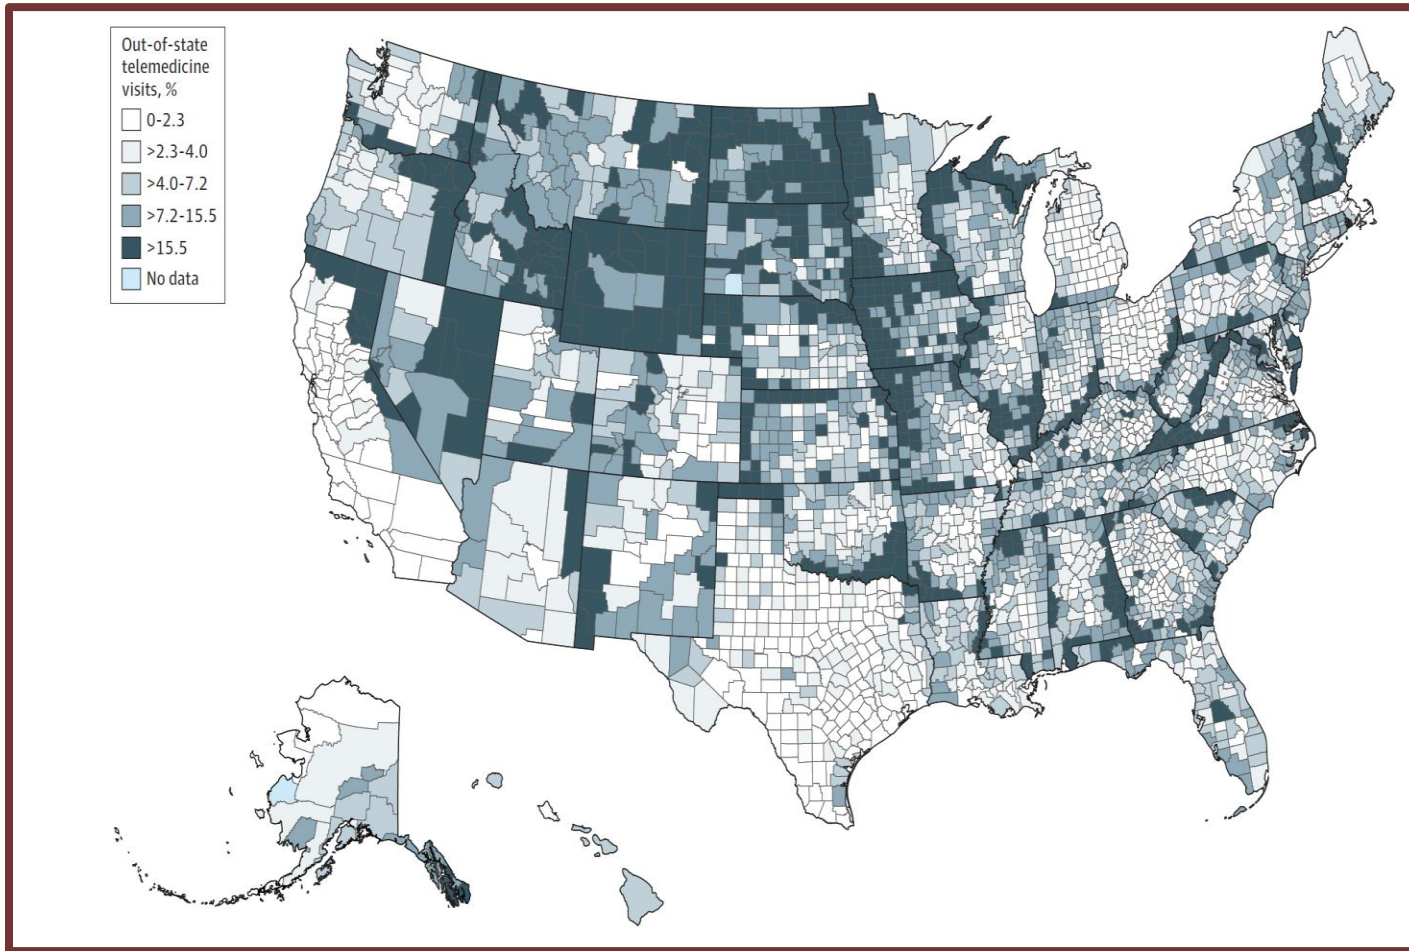 Out-of-state
telemedicine
visits, %
0-2.3
>2.3-4.0
>4.0-7.2
>7.2-15.5
>15.5
No data